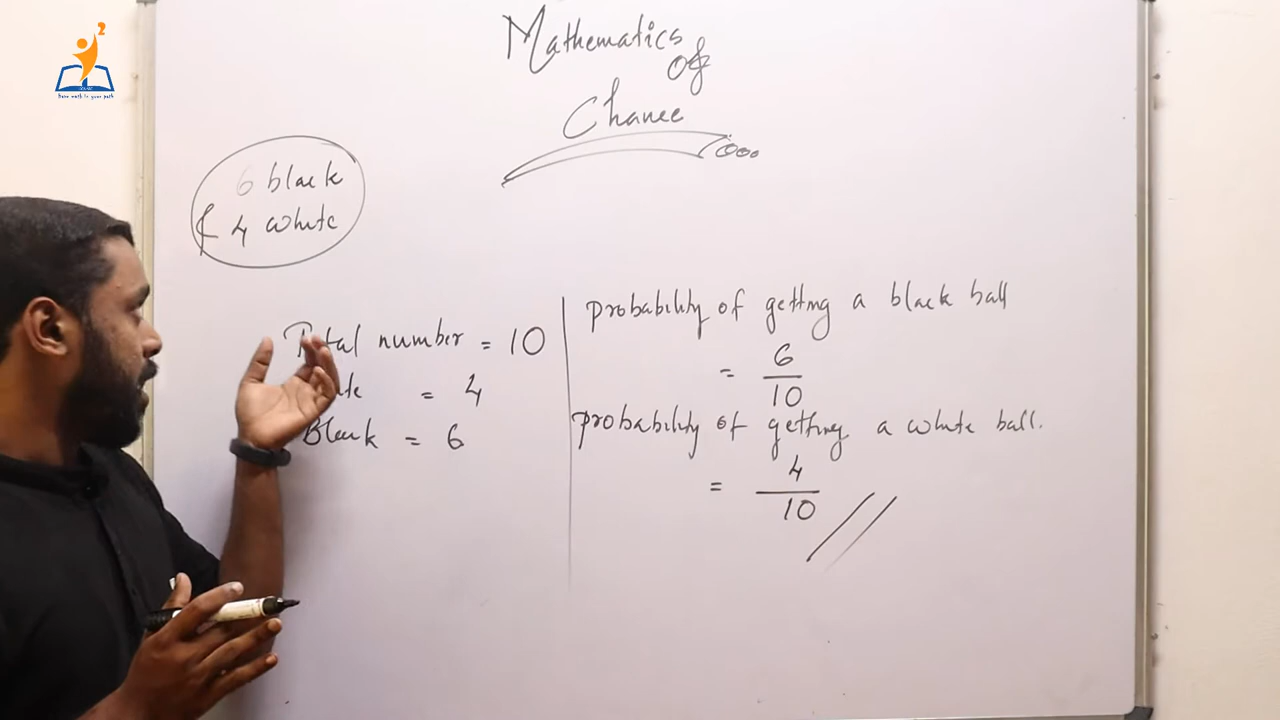 2
Mathematics
of
Chance
6 black
& 4 white
Total number = 10
= 4
Black = 6
probability of getting a black ball
= 6
10
probability of getting a white ball.
= 4
10